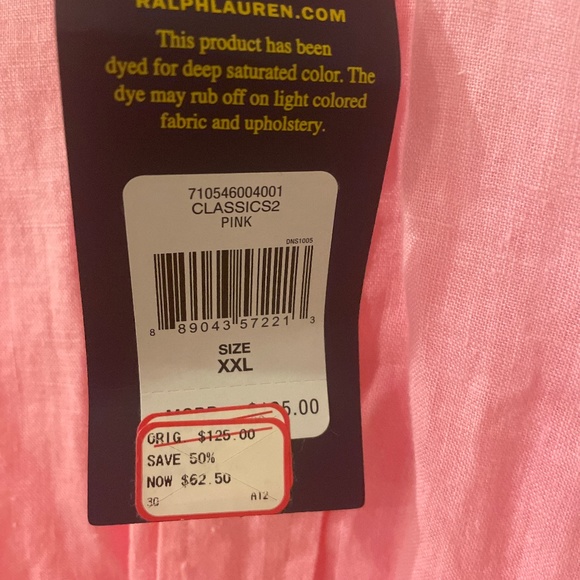 RALPHLAUREN.COM
This product has been
dyed for deep saturated color. The
dye may rub off on light colored
fabric and upholstery.
710546004001
CLASSICS2
PINK
DNS1005
8 89043 57221 3
SIZE
XXL
ORIG. $125.00
SAVE 50%
NOW $62.50
30 A12